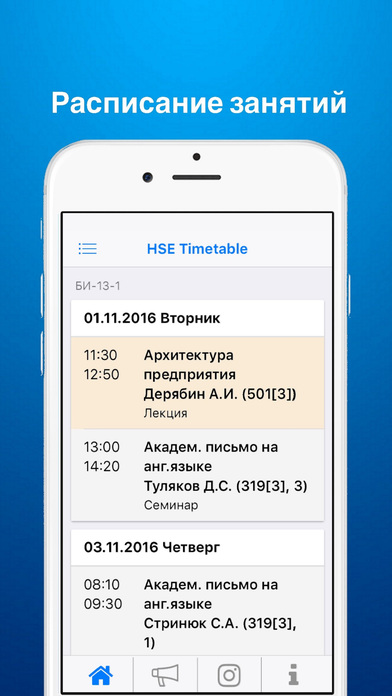 Расписание занятий
HSE Timetable
БИ-13-1
01.11.2016 Вторник
11:30 Архитектура
12:50 предприятия
Дерябин А.И. (501[3])
Лекция
13:00 Академ. письмо на
14:20 анг.языке
Туляков Д.С. (319[3], 3)
Семинар
03.11.2016 Четверг
08:10 Академ. письмо на
09:30 анг.языке
Стринюк С.А. (319[3],
1)